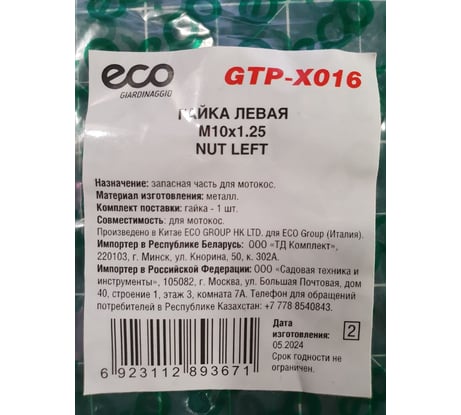 eco
GIARDINAGGIO
GTP-X016
ГАЙКА ЛЕВАЯ
M10x1.25
NUT LEFT
Назначение: запасная часть для мотокос.
Материал изготовления: металл.
Комплект поставки: гайка - 1 шт.
Совместимость: для мотокос.
Произведено в Китае ECO GROUP HK LTD. для ECO Group (Италия).
Импортер в Республике Беларусь: ООО «ТД Комплект»,
220103, г. Минск, ул. Кнорина, 50, к. 302А.
Импортер в Российской Федерации: ООО «Садовая техника и
инструменты», 105082, г. Москва, ул. Большая Почтовая, дом
40, строение 1, этаж 3, комната 7А. Телефон для обращений
потребителей в Республике Казахстан: +7 778 8540843.
Дата
изготовления:
05.2024
2
Срок годности не
ограничен.
6 923112 893671